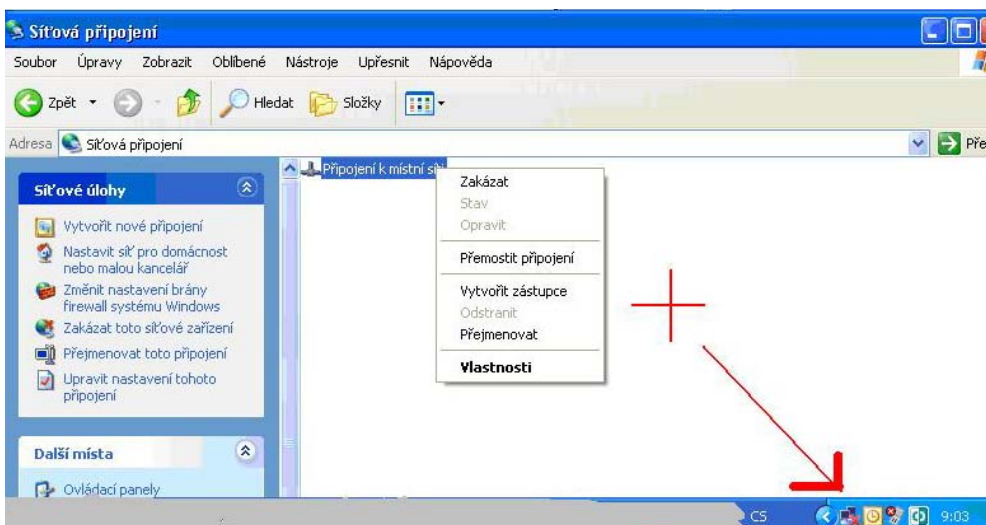 Síťová připojení
Soubor Úpravy Zobrazit Oblíbené Nástroje Upřesnit Nápověda
Zpět Hledat Složky
Adresa Síťová připojení Pře
Síťové úlohy
Vytvořit nové připojení
Nastavit síť pro domácnost
nebo malou kancelář
Změnit nastavení brány
firewall systému Windows
Zakázat toto síťové zařízení
Přejmenovat toto připojení
Upravit nastavení tohoto
připojení
Další místa
Ovládací panely
Připojení k místní síti
Zakázat
Stav
Opravit
Přemostit připojení
Vytvořit zástupce
Odstranit
Přejmenovat
Vlastnosti
CS 9:03